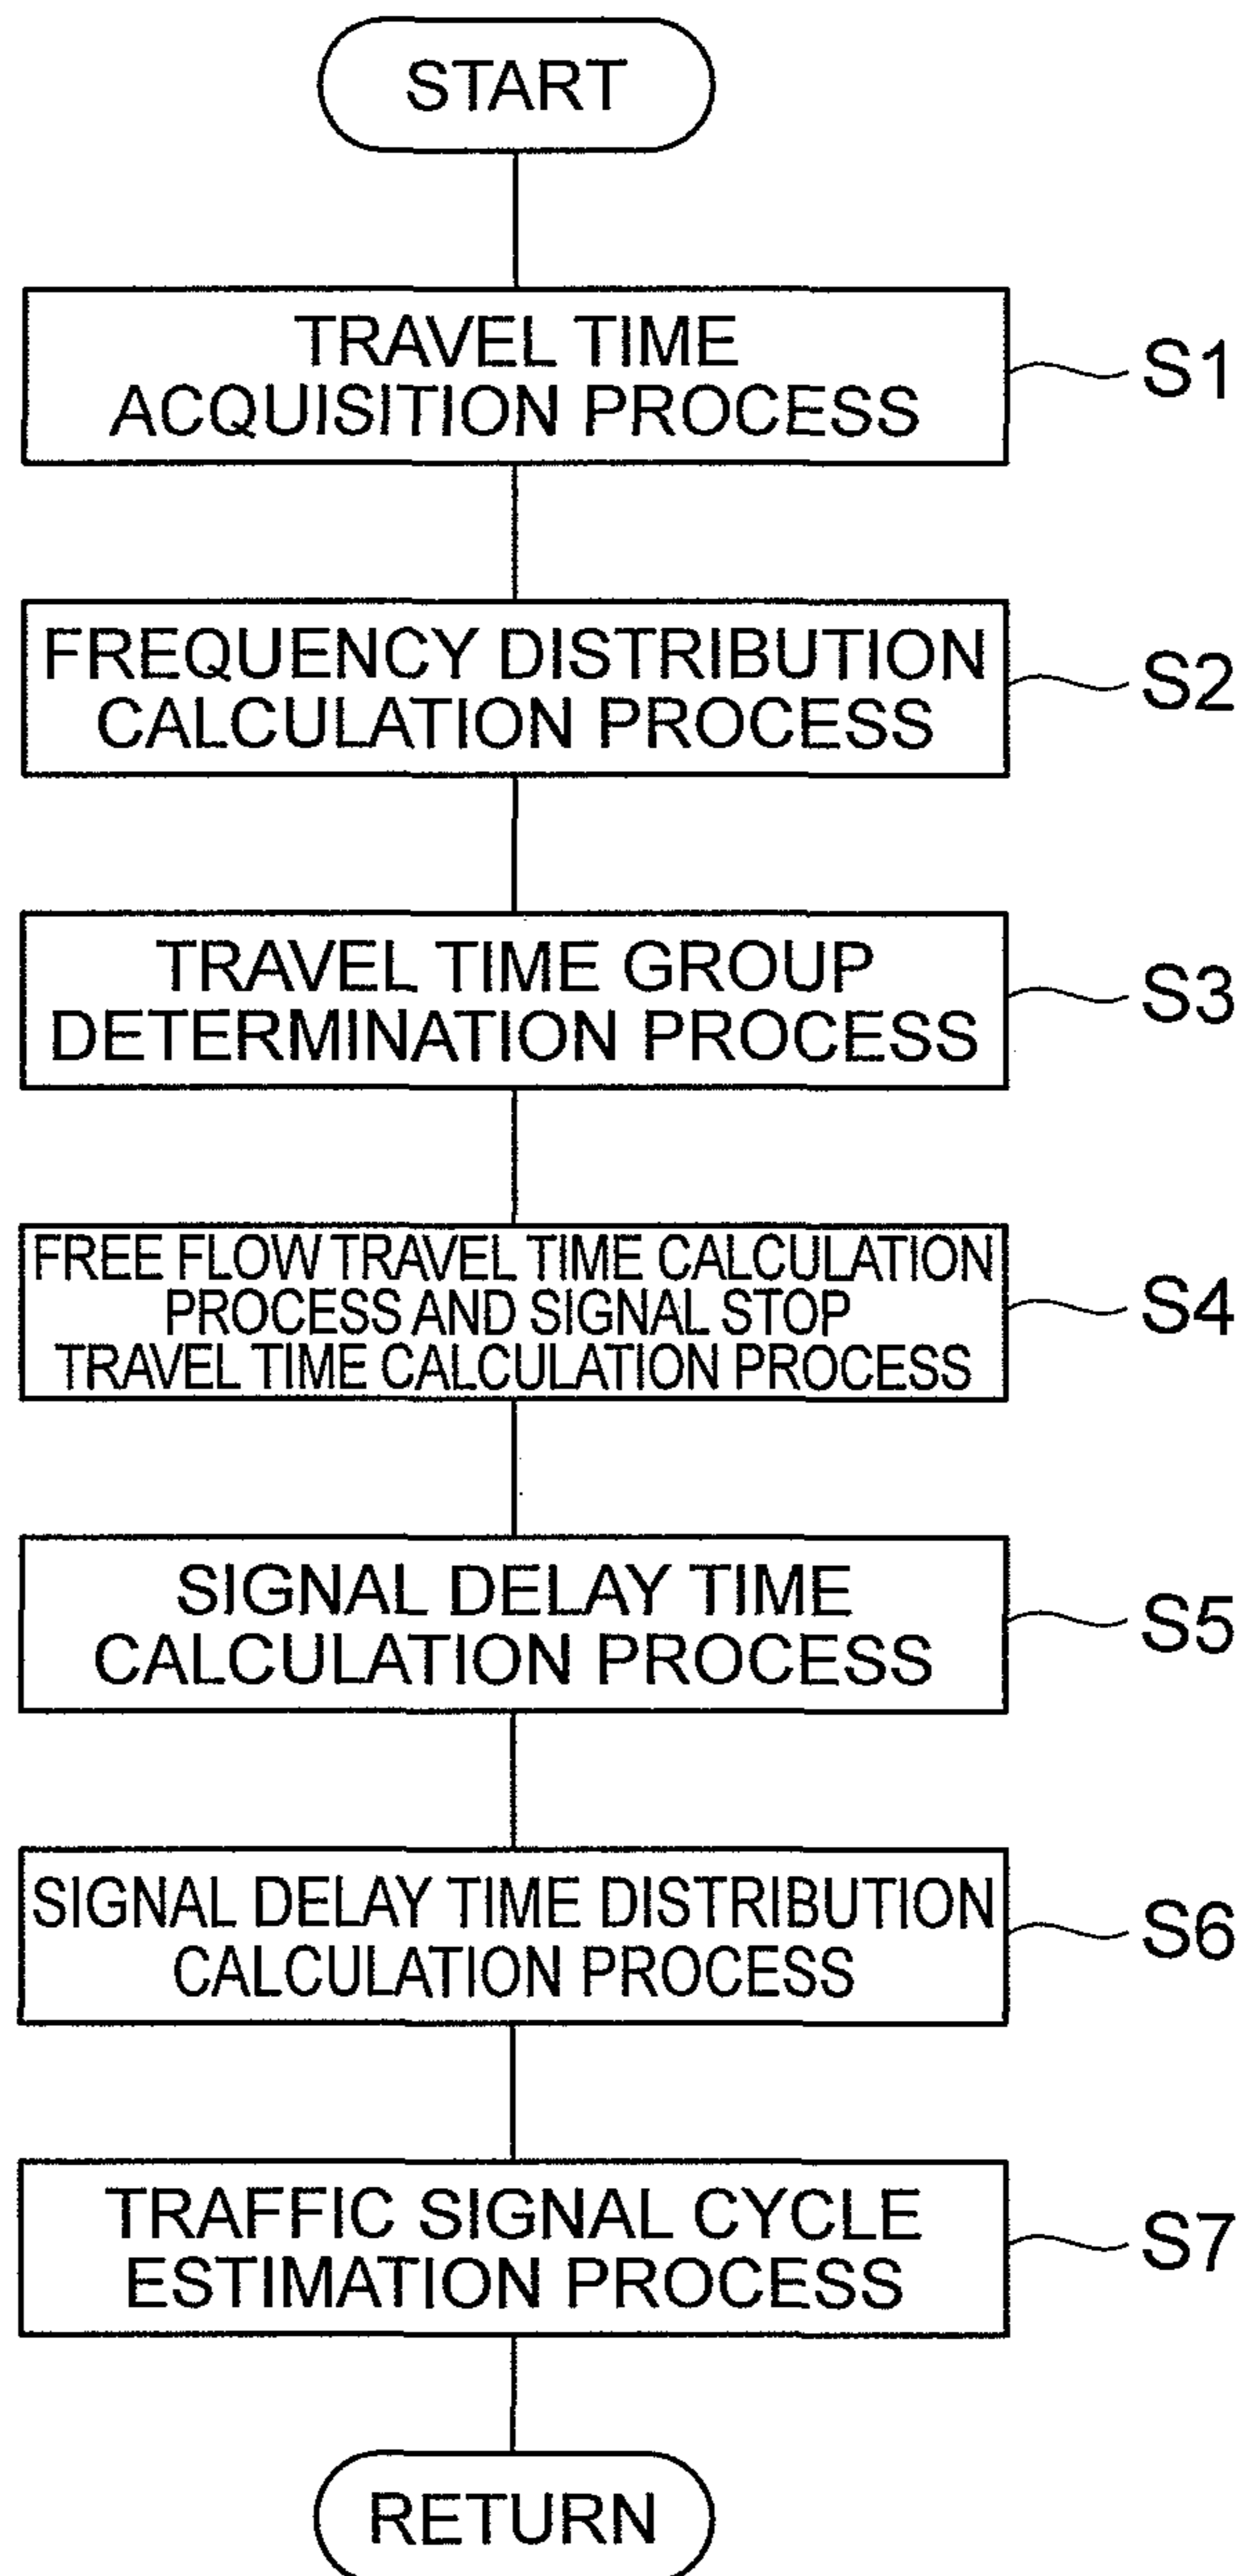 START
TRAVEL TIME
ACQUISITION PROCESS
S1
FREQUENCY DISTRIBUTION
CALCULATION PROCESS
S2
TRAVEL TIME GROUP
DETERMINATION PROCESS
S3
FREE FLOW TRAVEL TIME CALCULATION
PROCESS AND SIGNAL STOP
TRAVEL TIME CALCULATION PROCESS
S4
SIGNAL DELAY TIME
CALCULATION PROCESS
S5
SIGNAL DELAY TIME DISTRIBUTION
CALCULATION PROCESS
S6
TRAFFIC SIGNAL CYCLE
ESTIMATION PROCESS
S7
RETURN